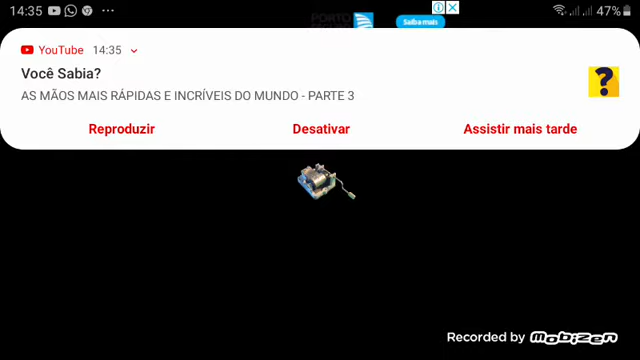 14:35 47%
PORTO
SEGURO
Saiba mais
YouTube 14:35
Você Sabia?
AS MÃOS MAIS RÁPIDAS E INCRÍVEIS DO MUNDO - PARTE 3
?
Reproduzir Desativar Assistir mais tarde
Recorded by mobizen